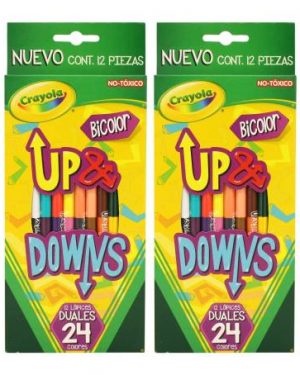 NUEVO CONT. 12 PIEZAS
NO-TÓXICO
Crayola
BICOLOR
UP&
DOWNS
12 LÁPICES
DUALES
24
COLORES
NUEVO CONT. 12 PIEZAS
NO-TÓXICO
Crayola
BICOLOR
UP&
DOWNS
12 LÁPICES
DUALES
24
COLORES